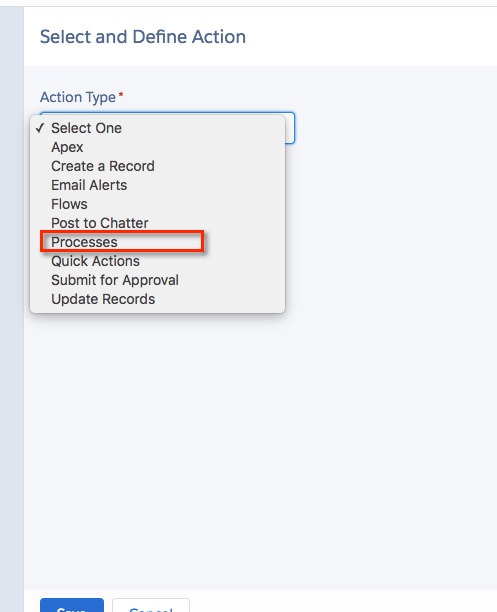 Select and Define Action
Action Type*
✓ Select One
Apex
Create a Record
Email Alerts
Flows
Post to Chatter
Processes
Quick Actions
Submit for Approval
Update Records
Save Cancel